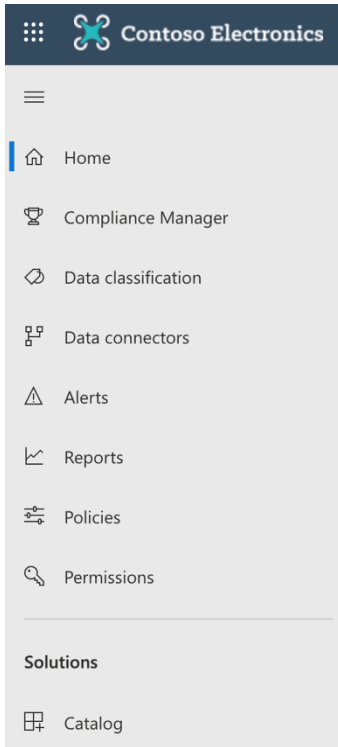 Contoso Electronics
Home
Compliance Manager
Data classification
Data connectors
Alerts
Reports
Policies
Permissions
Solutions
Catalog